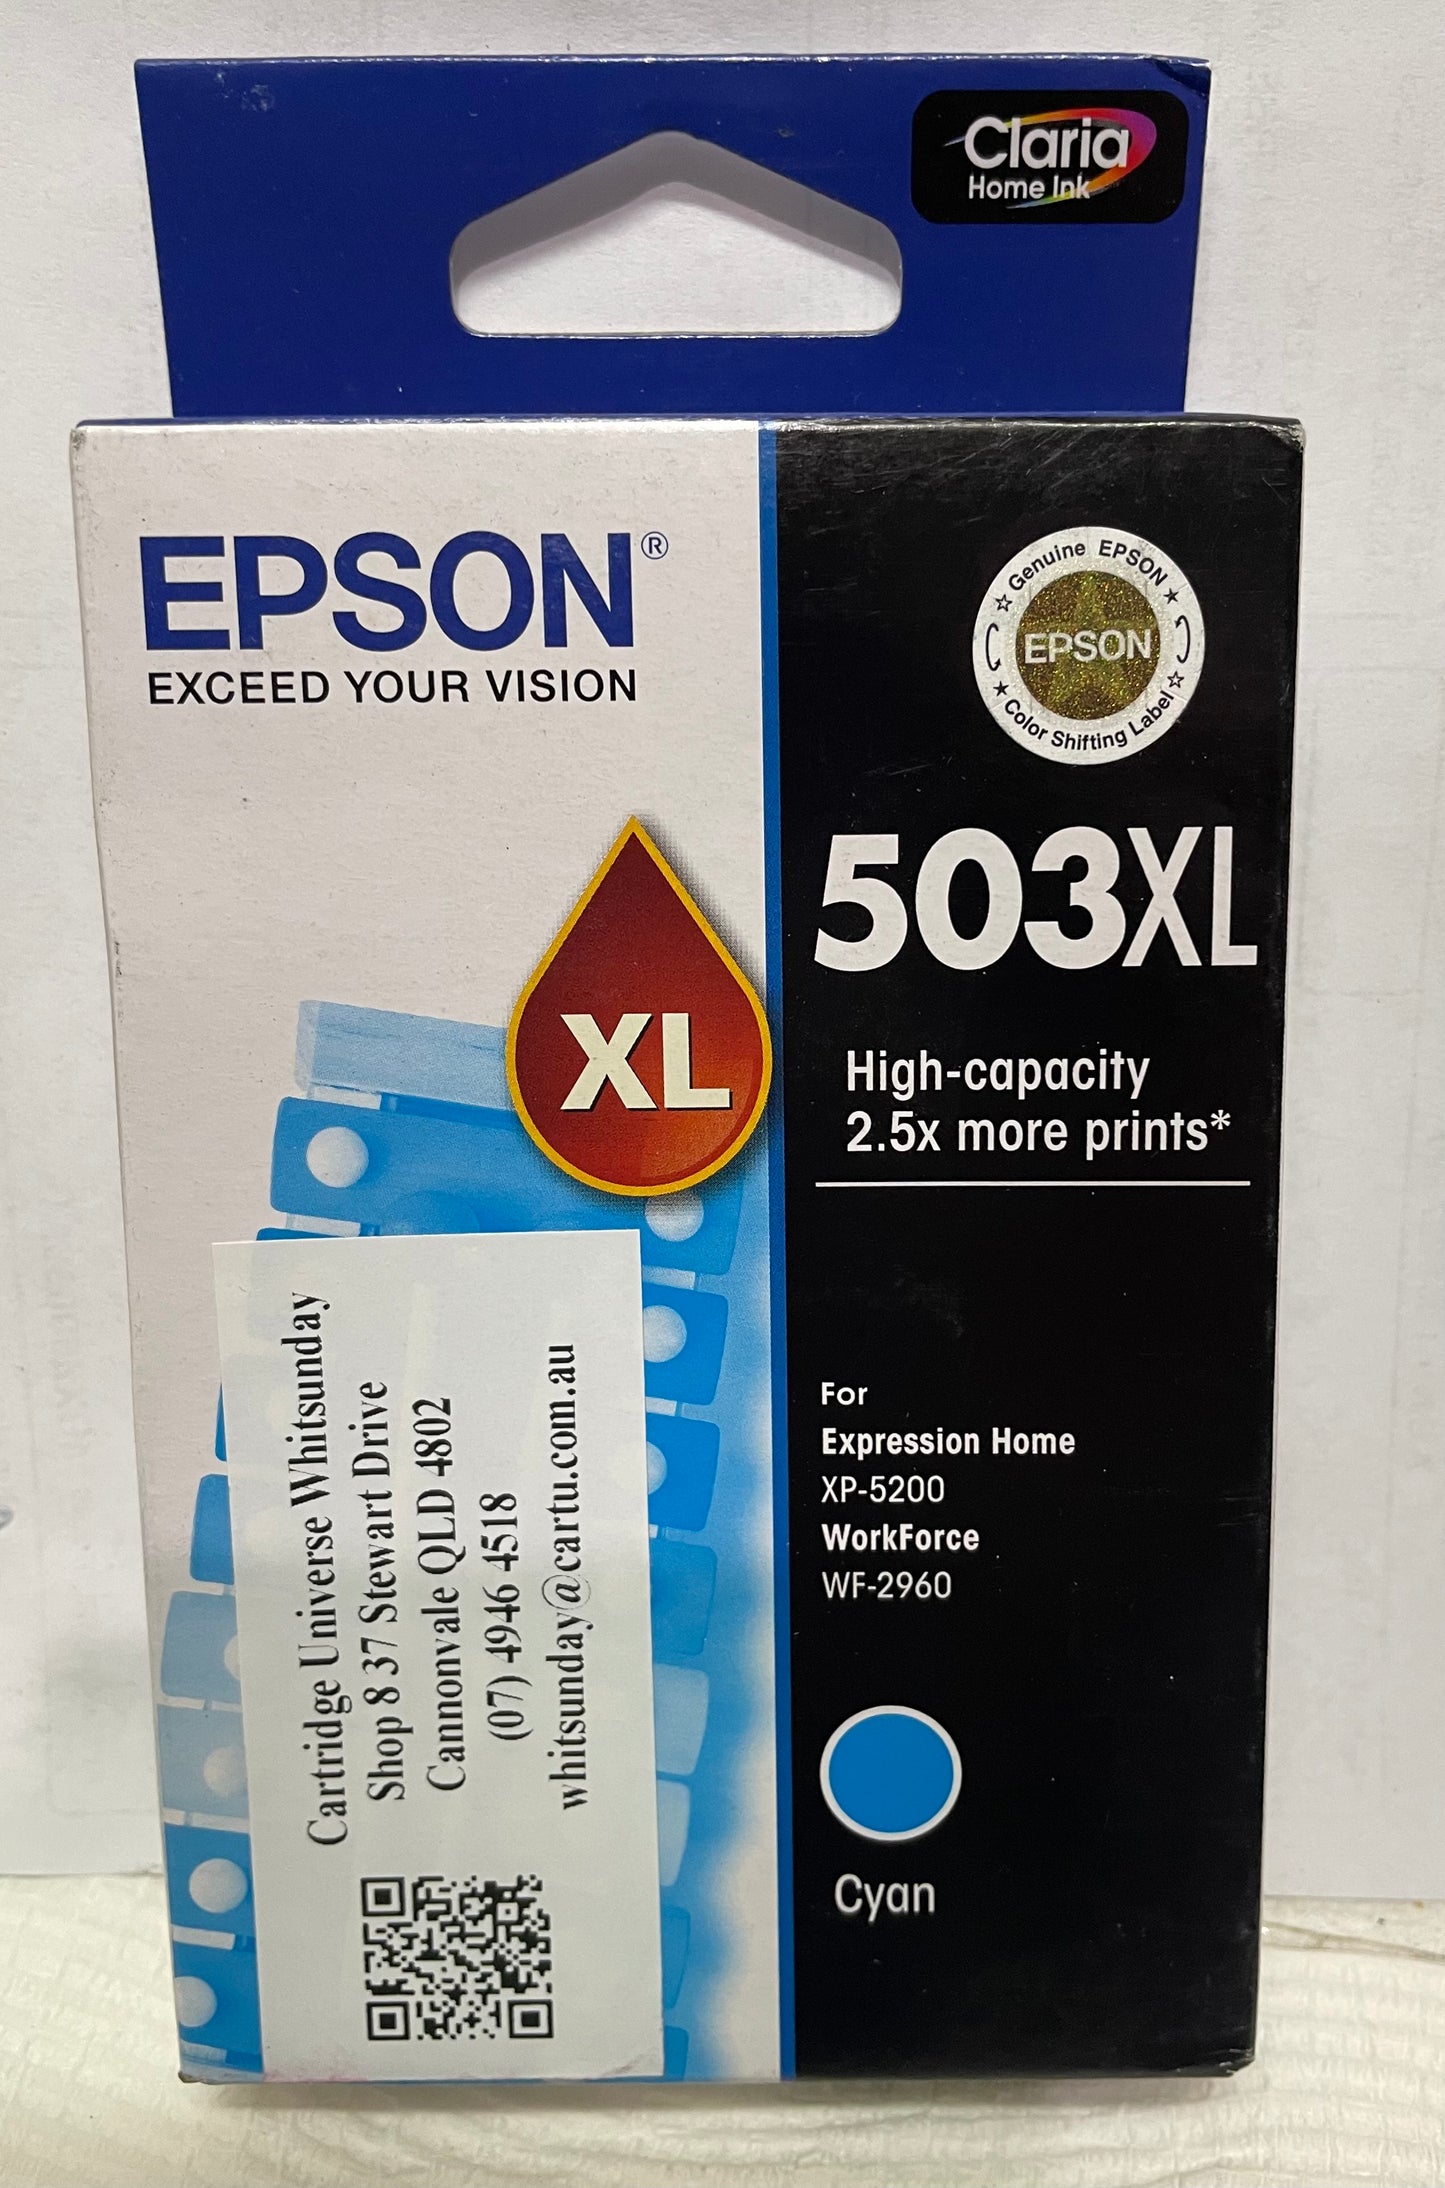 Claria
Home Ink
EPSON®
EXCEED YOUR VISION
Genuine EPSON
EPSON
Color Shifting Label
503XL
XL
High-capacity
2.5x more prints*
For
Expression Home
XP-5200
WorkForce
WF-2960
Cyan
Cartridge Universe Whitsunday
Shop 8 37 Stewart Drive
Cannonvale QLD 4802
(07) 4946 4518
whitsunday@cartu.com.au